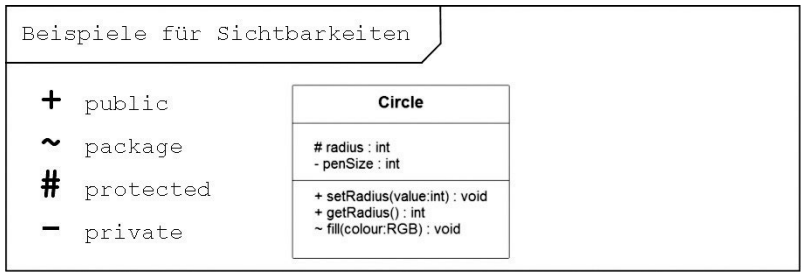 Beispiele für Sichtbarkeiten
+ public
~ package
# protected
- private
Circle
# radius : int
- penSize : int
+ setRadius(value:int) : void
+ getRadius() : int
~ fill(colour:RGB) : void